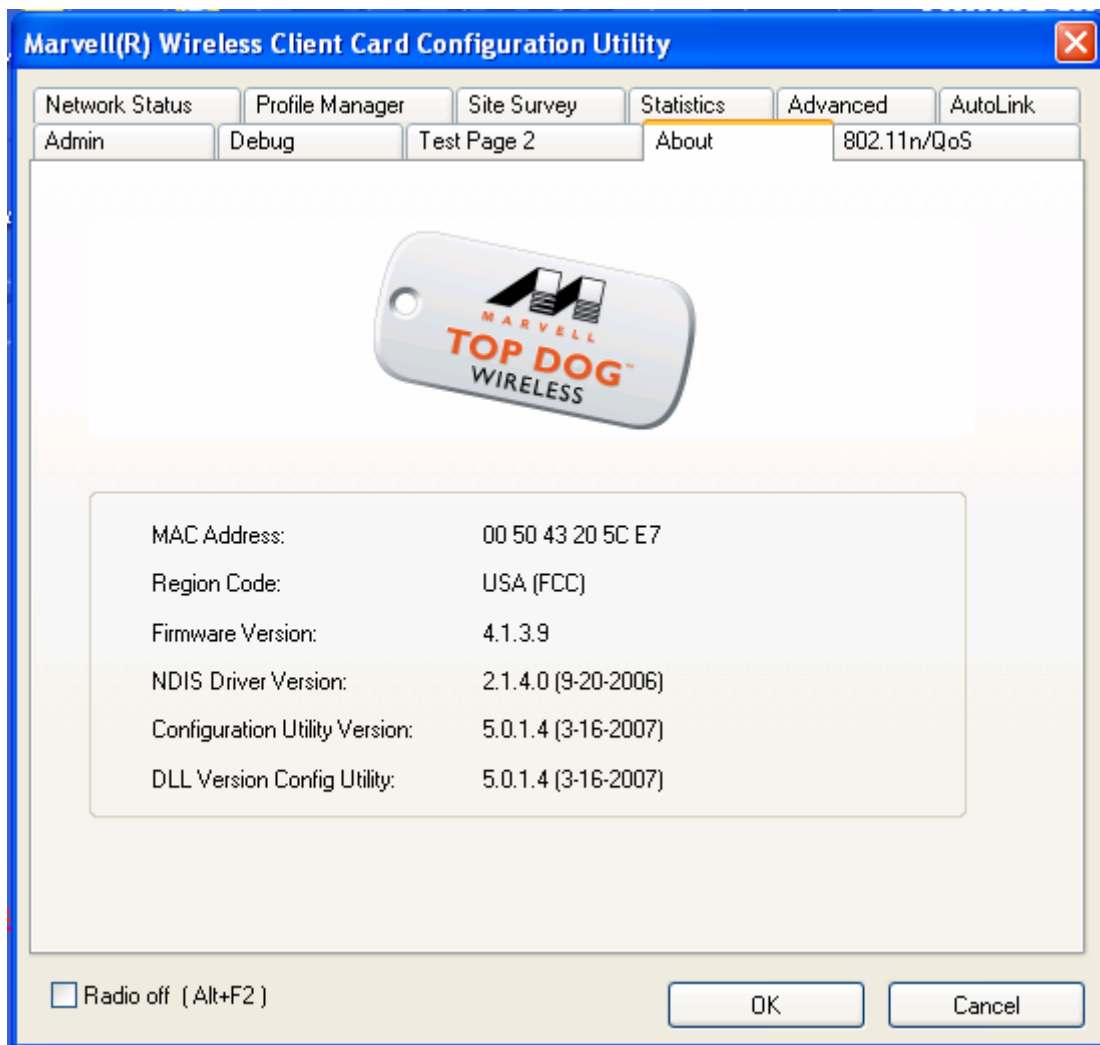 Marvell(R) Wireless Client Card Configuration Utility
Network Status Profile Manager Site Survey Statistics Advanced AutoLink
Admin Debug Test Page 2 About 802.11n/QoS
MARVELL
TOP DOG™
WIRELESS
MAC Address: 00 50 43 20 5C E7
Region Code: USA (FCC)
Firmware Version: 4.1.3.9
NDIS Driver Version: 2.1.4.0 (9-20-2006)
Configuration Utility Version: 5.0.1.4 (3-16-2007)
DLL Version Config Utility: 5.0.1.4 (3-16-2007)
Radio off ( Alt+F2 )
OK Cancel